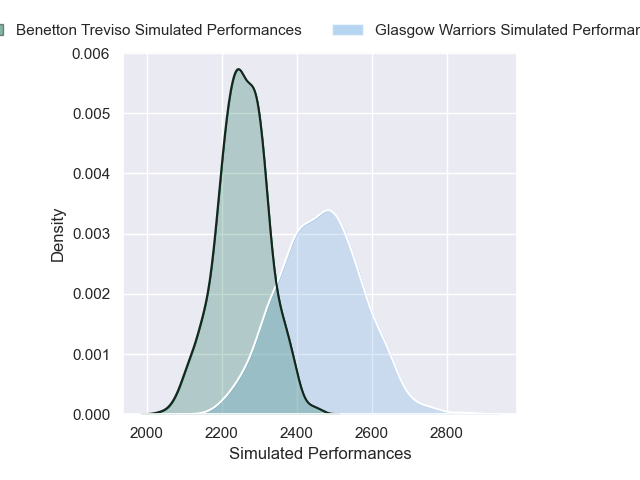 Benetton Treviso Simulated Performances
Glasgow Warriors Simulated
0.006
0.005
0.004
0.003
0.002
0.001
0.000
Density
2000 2200 2400 2600 2800
Simulated Performances